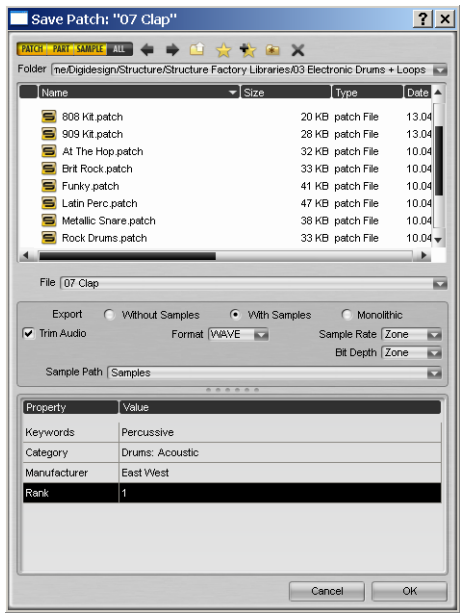 Save Patch: "07 Clap"
PATCH PART SAMPLE ALL
Folder me/Digidesign/Structure/Structure Factory Libraries/03 Electronic Drums + Loops
Name Size Type Date
808 Kit.patch 20 KB patch File 13.04
909 Kit.patch 28 KB patch File 13.04
At The Hop.patch 32 KB patch File 10.04
Brit Rock.patch 33 KB patch File 10.04
Funky.patch 41 KB patch File 10.04
Latin Perc.patch 47 KB patch File 10.04
Metallic Snare.patch 38 KB patch File 10.04
Rock Drums.patch 33 KB patch File 10.04
File 07 Clap
Export Without Samples With Samples Monolithic
Trim Audio Format WAVE Sample Rate Zone
Bit Depth Zone
Sample Path Samples
Property Value
Keywords Percussive
Category Drums: Acoustic
Manufacturer East West
Rank 1
Cancel OK